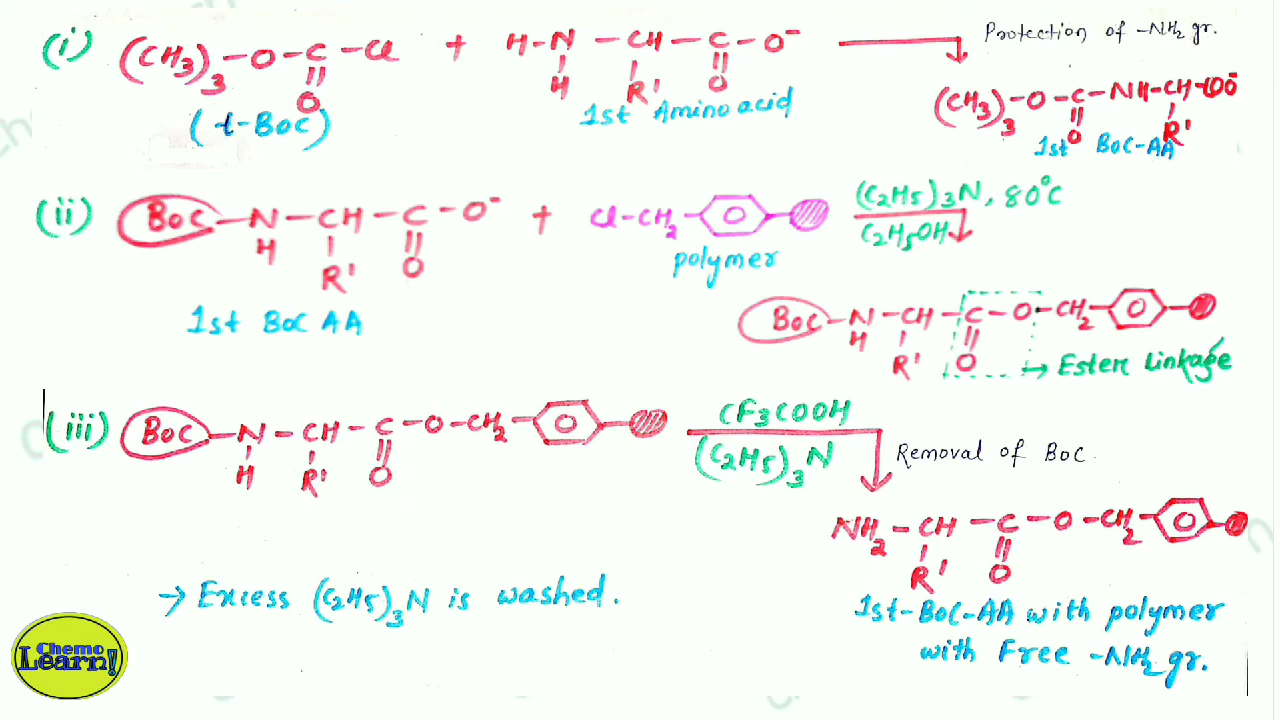 (i) (CH3)3-O-C-Cl + H-N-CH-C-O⁻ Protection of -NH2 gr.
O H R' O
(t-Boc) 1st Amino acid
(CH3)3-O-C-NH-CH-COO⁻
O R'
1st BOC-AA
(ii) Boc-N-CH-C-O⁻ + Cl-CH2- (C2H5)3N, 80°C
H R' O polymer C2H5OH
1st Boc AA
Boc-N-CH-C-O-CH2-
H R' O → Ester Linkage
(iii) Boc-N-CH-C-O-CH2- CF3COOH
H R' O (C2H5)3N Removal of Boc.
NH2-CH-C-O-CH2-
R' O
→ Excess (C2H5)3N is washed.
1st-Boc-AA with polymer
with Free -NH2 gr.
Chemo
Learn!